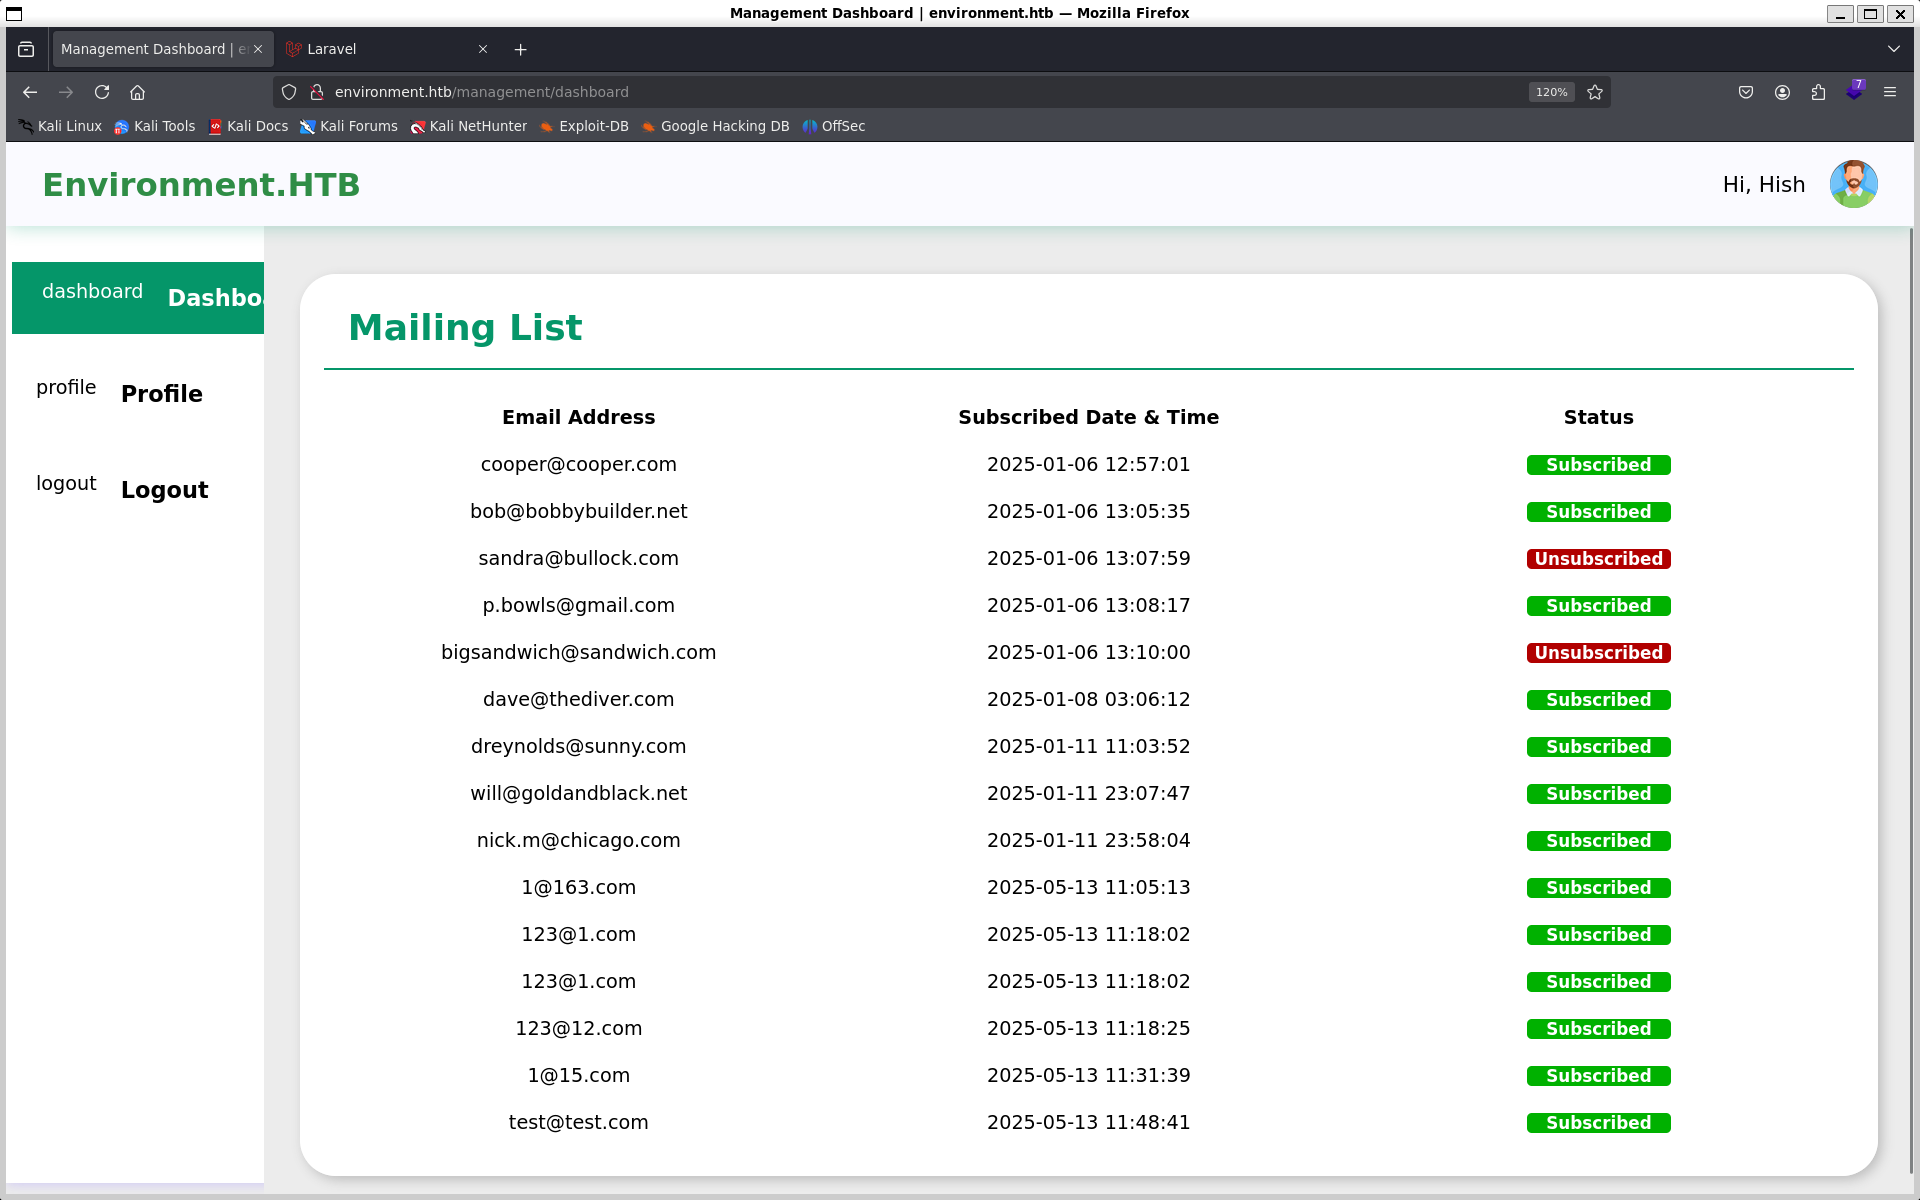 Management Dashboard | environment.htb — Mozilla Firefox
Management Dashboard | e
Laravel
environment.htb/management/dashboard
120%
7
Kali Linux Kali Tools Kali Docs Kali Forums Kali NetHunter Exploit-DB Google Hacking DB OffSec
Environment.HTB
Hi, Hish
dashboard Dashbo
profile Profile
logout Logout
Mailing List
Email Address Subscribed Date & Time Status
cooper@cooper.com 2025-01-06 12:57:01 Subscribed
bob@bobbybuilder.net 2025-01-06 13:05:35 Subscribed
sandra@bullock.com 2025-01-06 13:07:59 Unsubscribed
p.bowls@gmail.com 2025-01-06 13:08:17 Subscribed
bigsandwich@sandwich.com 2025-01-06 13:10:00 Unsubscribed
dave@thediver.com 2025-01-08 03:06:12 Subscribed
dreynolds@sunny.com 2025-01-11 11:03:52 Subscribed
will@goldandblack.net 2025-01-11 23:07:47 Subscribed
nick.m@chicago.com 2025-01-11 23:58:04 Subscribed
1@163.com 2025-05-13 11:05:13 Subscribed
123@1.com 2025-05-13 11:18:02 Subscribed
123@1.com 2025-05-13 11:18:02 Subscribed
123@12.com 2025-05-13 11:18:25 Subscribed
1@15.com 2025-05-13 11:31:39 Subscribed
test@test.com 2025-05-13 11:48:41 Subscribed